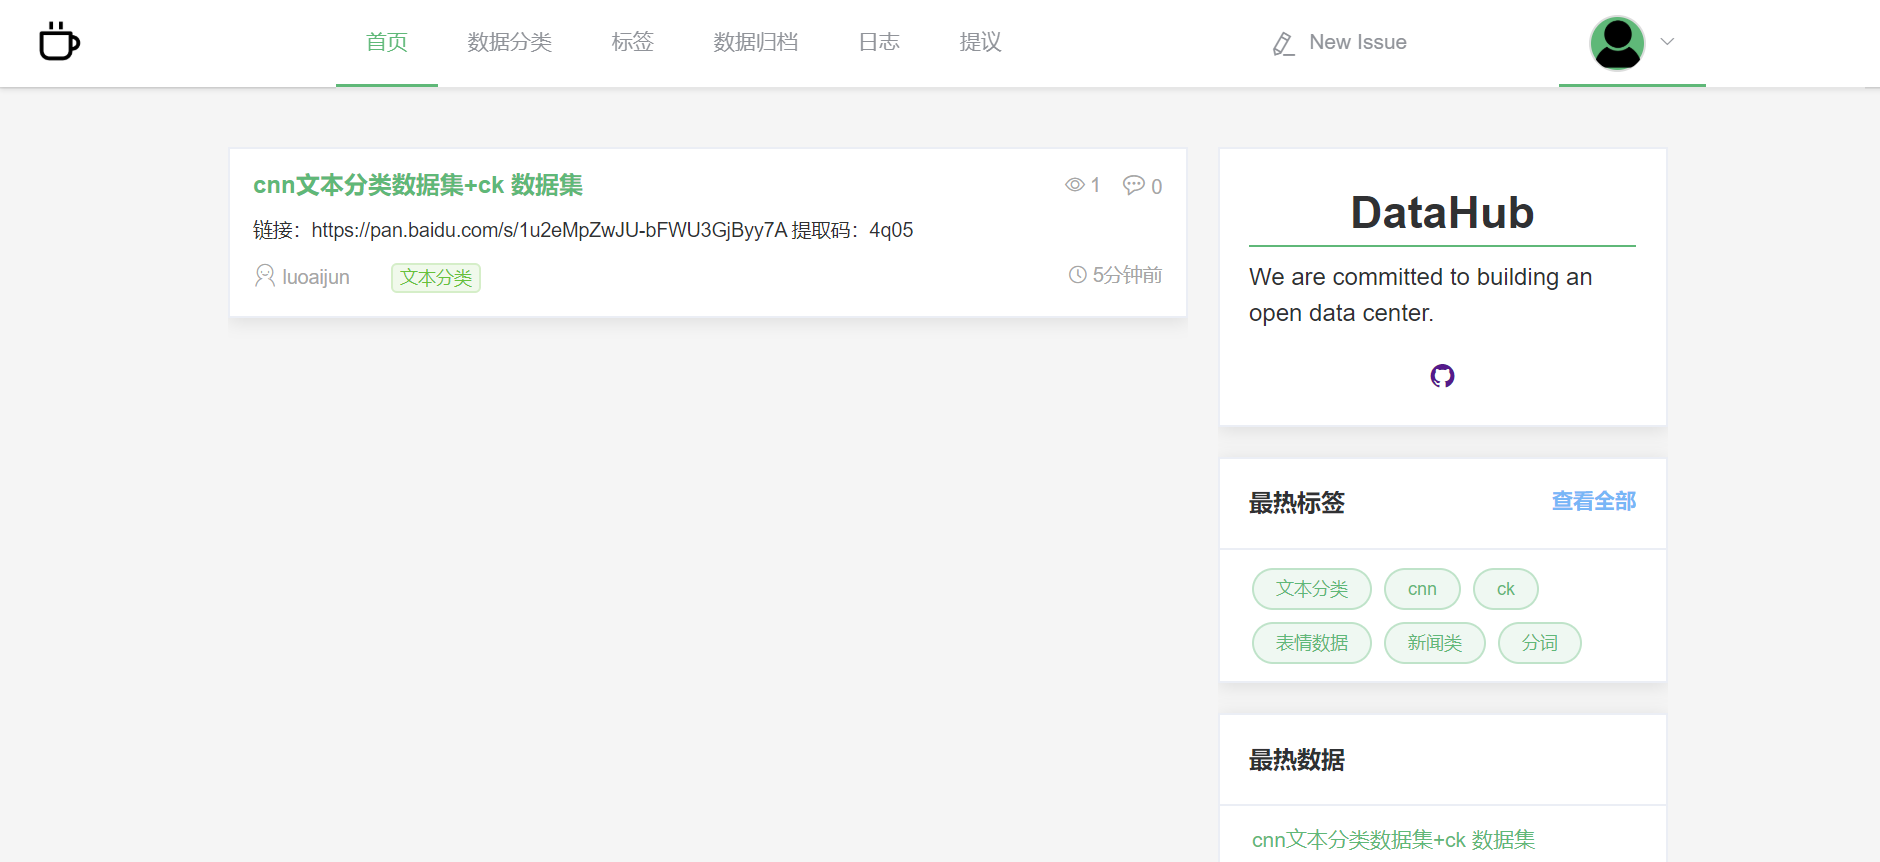 首页 数据分类 标签 数据归档 日志 提议 New Issue
cnn文本分类数据集+ck 数据集 1 0
链接：https://pan.baidu.com/s/1u2eMpZwJU-bFWU3GjByy7A 提取码：4q05
luoaijun 文本分类 5分钟前
DataHub
We are committed to building an
open data center.
最热标签 查看全部
文本分类 cnn ck
表情数据 新闻类 分词
最热数据
cnn文本分类数据集+ck 数据集